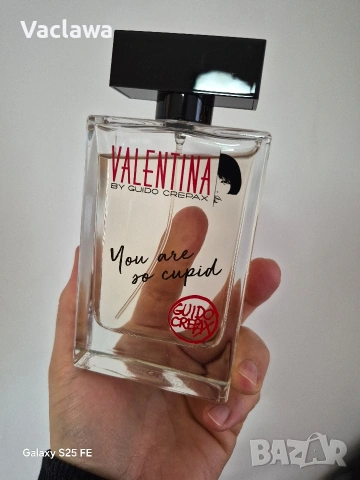 Vaclawa
VALENTINA
BY GUIDO CREPAX
You are
so cupid
GUIDO
CREPAX
Galaxy S25 FE
BAZAR